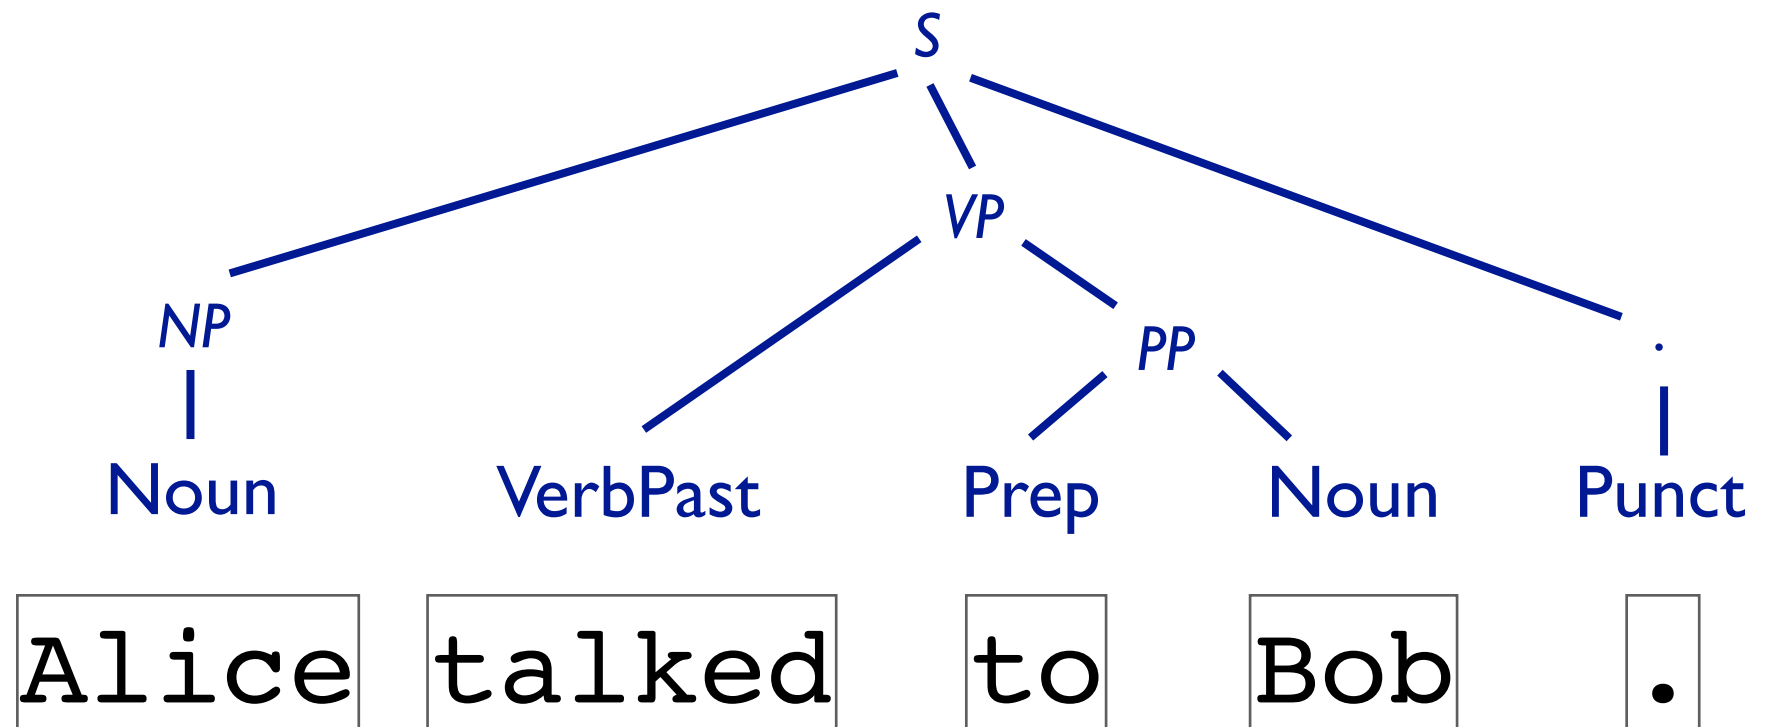 S
VP
NP
PP
.
Noun VerbPast Prep Noun Punct
Alice talked to Bob .